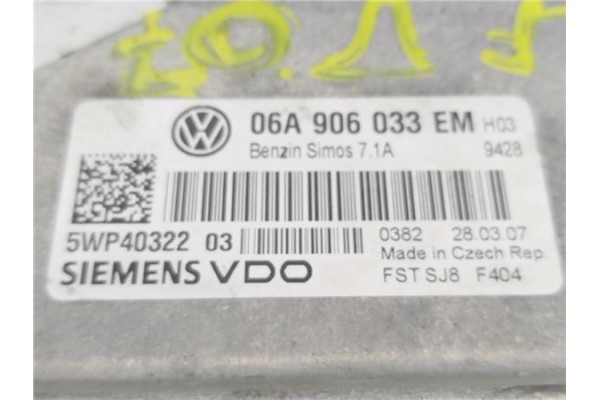 06A 906 033 EM H03
Benzin Simos 7.1A 9428
5WP40322 03
0382 28.03.07
Made in Czech Rep.
SIEMENS VDO
FST SJ8 F404